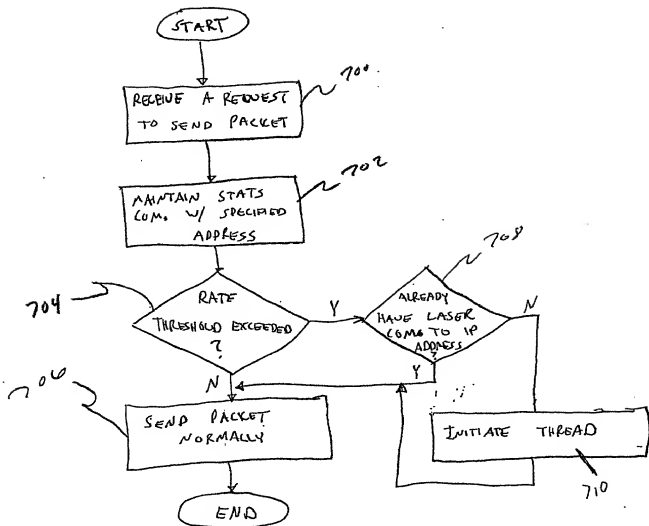 START
RECEIVE A REQUEST
TO SEND PACKET
700
MAINTAIN STATS
COM. W/ SPECIFIED
ADDRESS
702
704
RATE
THRESHOLD EXCEEDED
?
Y
708
ALREADY
HAVE LASER
COMS TO IP
ADDRESS
?
N
Y
N
706
SEND PACKET
NORMALLY
INITIATE THREAD
710
END